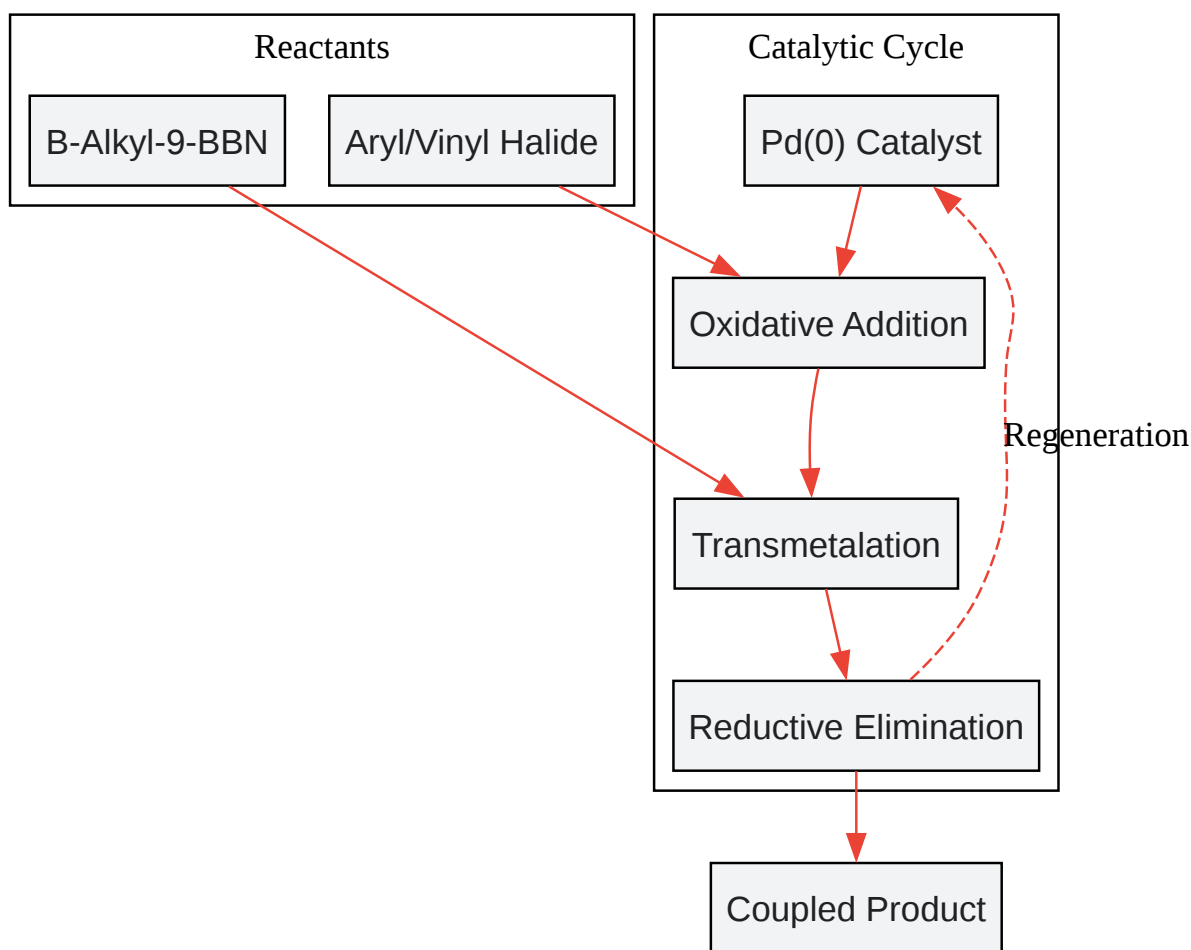 Reactants
Catalytic Cycle
B-Alkyl-9-BBN
Aryl/Vinyl Halide
Pd(0) Catalyst
Oxidative Addition
Regeneration
Transmetalation
Reductive Elimination
Coupled Product